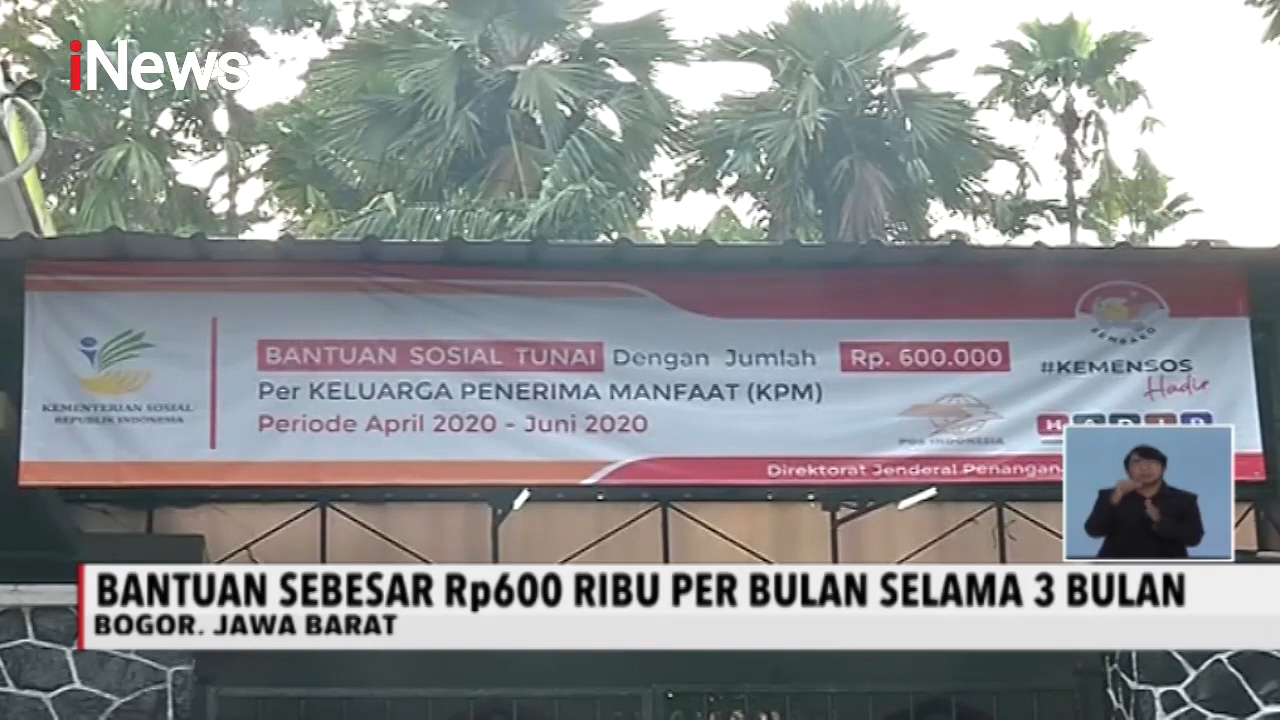 iNews
BANTUAN SOSIAL TUNAI Dengan Jumlah Rp. 600.000
Per KELUARGA PENERIMA MANFAAT (KPM)
Periode April 2020 - Juni 2020
KEMENTERIAN SOSIAL
REPUBLIK INDONESIA
SEMBAKO
#KEMENSOS
Hadir
HADIR
POS INDONESIA
Direktorat Jenderal Penangan
BANTUAN SEBESAR Rp600 RIBU PER BULAN SELAMA 3 BULAN
BOGOR, JAWA BARAT